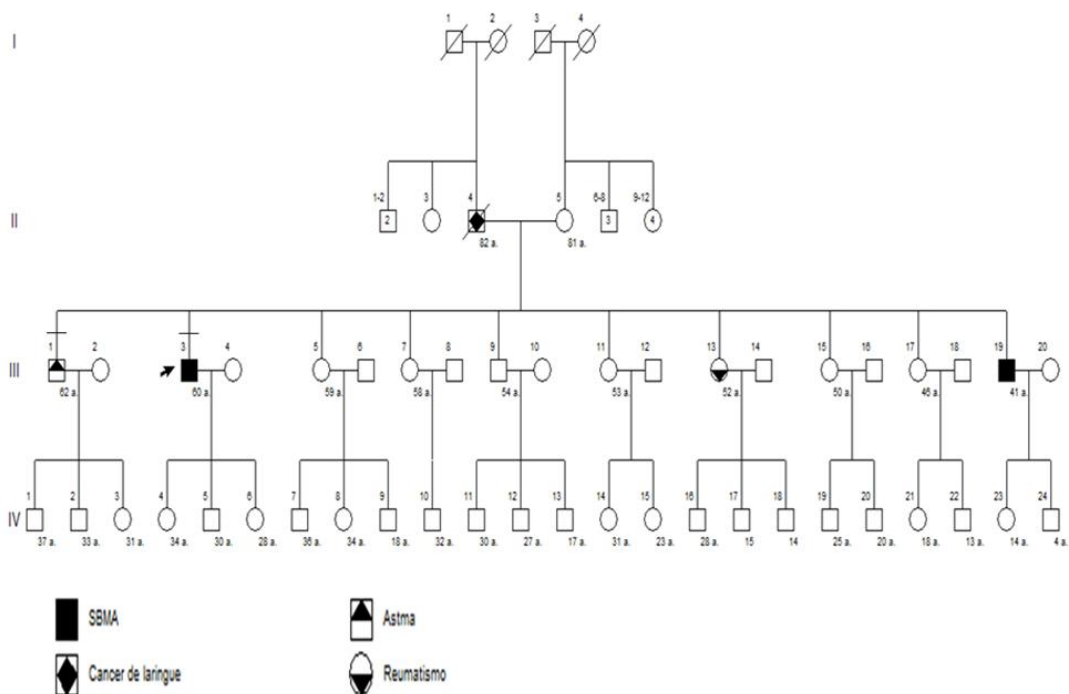 1 2 3 4
I
1-2 3 4 5 6-8 9-12
II 2 3 4
82 a. 81 a.
1 2 3 4 5 6 7 8 9 10 11 12 13 14 15 16 17 18 19 20
III
62 a. 60 a. 59 a. 58 a. 54 a. 53 a. 52 a. 50 a. 46 a. 41 a.
1 2 3 4 5 6 7 8 9 10 11 12 13 14 15 16 17 18 19 20 21 22 23 24
IV
37 a. 33 a. 31 a. 34 a. 30 a. 28 a. 36 a. 34 a. 18 a. 32 a. 30 a. 27 a. 17 a. 31 a. 23 a. 28 a. 15 14 25 a. 20 a. 18 a. 13 a. 14 a. 4 a.
SBMA Astma
Cancer de laringue Reumatismo